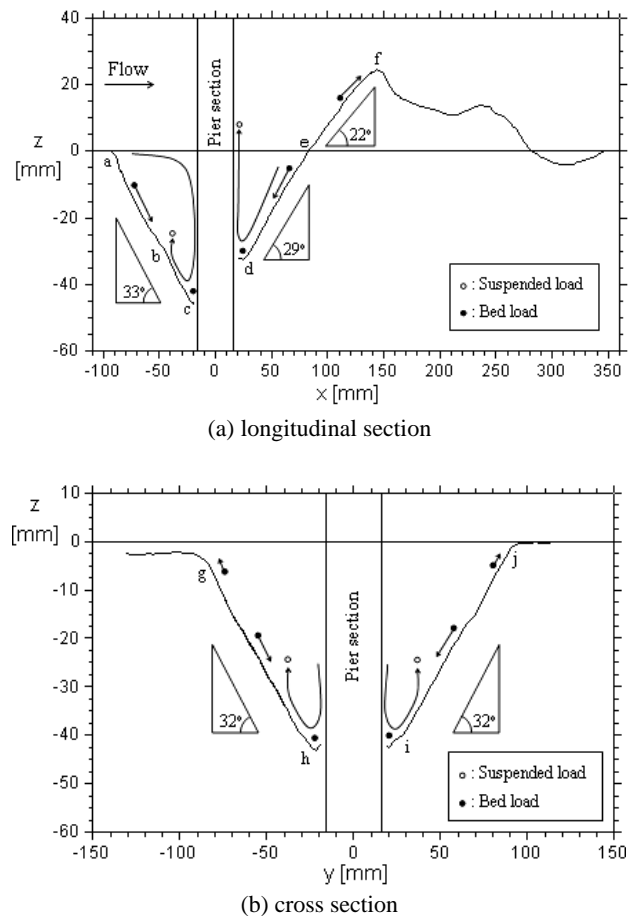 40
Flow
Pier section
f
20
22°
e
z
[mm]
0
a
-20
b
d
29°
33°
-40
c
○ : Suspended load
● : Bed load
-60
-100 -50 0 50 100 150 200 250 300 350
x [mm]
(a) longitudinal section
10
z
[mm]
0
g
j
-10
Pier section
-20
-30
32°
32°
-40
h
i
-50
○ : Suspended load
● : Bed load
-60
-150 -100 -50 0 50 100 150
y [mm]
(b) cross section